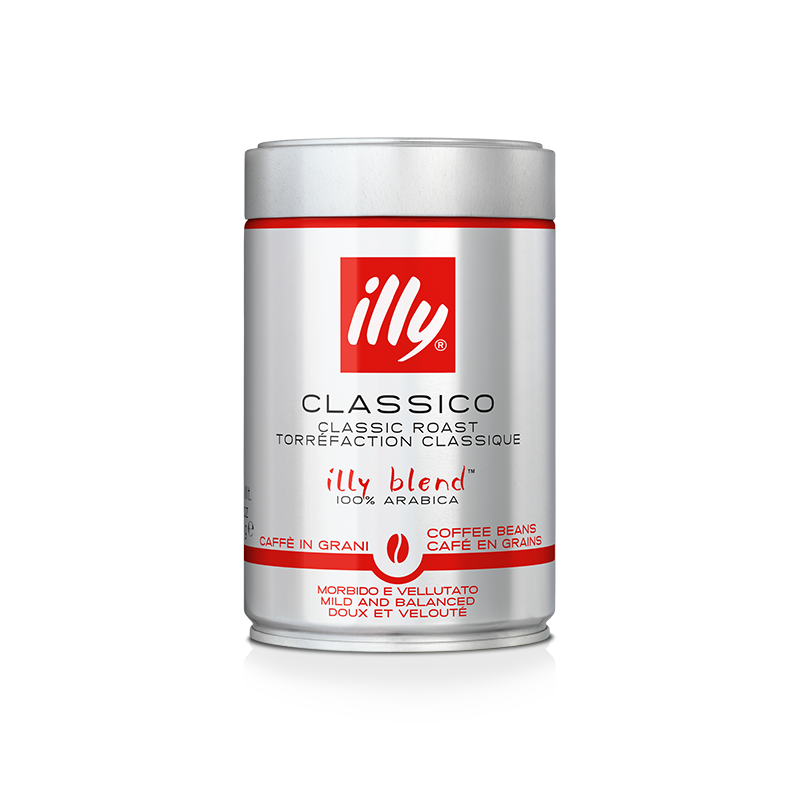 illy®
CLASSICO
CLASSIC ROAST
TORRÉFACTION CLASSIQUE
illy blend™
100% ARABICA
CAFFÈ IN GRANI
COFFEE BEANS
CAFÉ EN GRAINS
MORBIDO E VELLUTATO
MILD AND BALANCED
DOUX ET VELOUTÉ